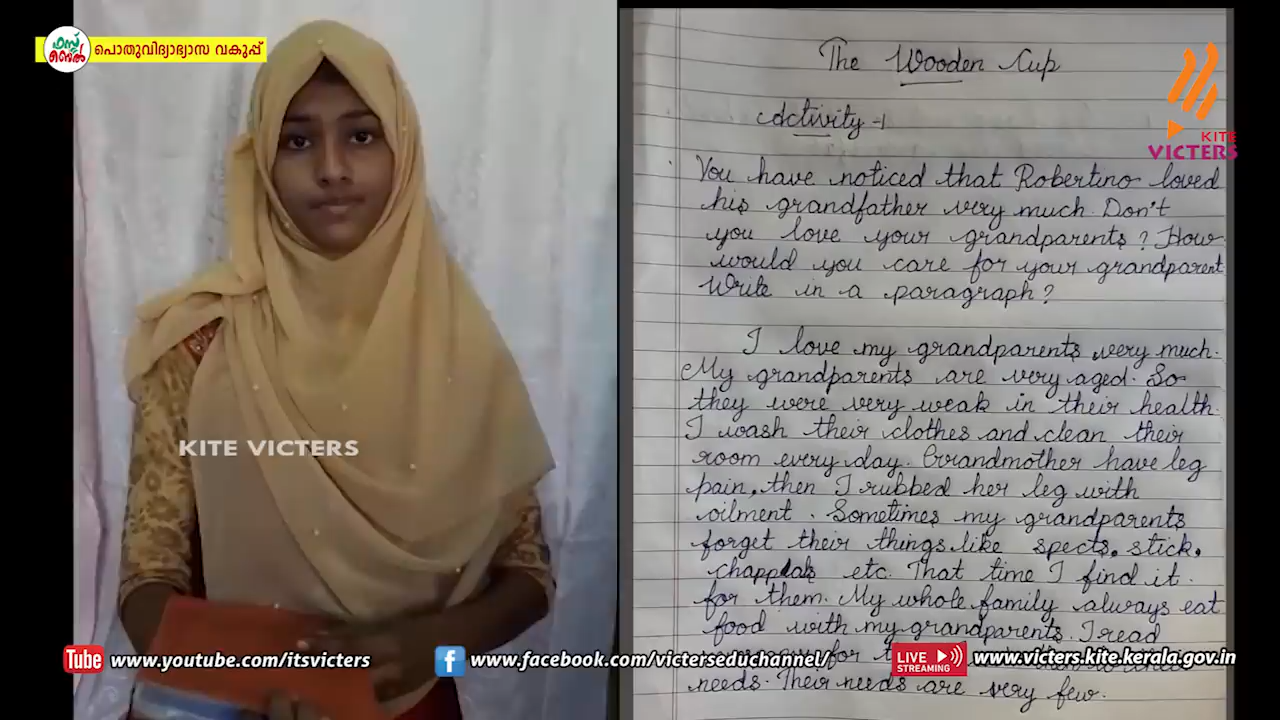 ഫസ്റ്റ് ബെൽ
പൊതുവിദ്യാഭ്യാസ വകുപ്പ്
KITE VICTERS
The Wooden Cup
Activity -1
KITE
VICTERS
You have noticed that Robertino loved
his grandfather very much. Don't
you love your grandparents? How
would you care for your grandparent
Write in a paragraph?
I love my grandparents very much.
My grandparents are very aged. So
they were very weak in their health.
I wash their clothes and clean their
room every day. Grandmother have leg
pain, then I rubbed her leg with
oilment. Sometimes my grandparents
forget their things like spects, stick,
chappals etc. That time I find it
for them. My whole family always eat
food with my grandparents. I read
for
needs. Their needs are very few.
You Tube www.youtube.com/itsvicters
f www.facebook.com/victerseduchannel/
LIVE STREAMING www.victers.kite.kerala.gov.in